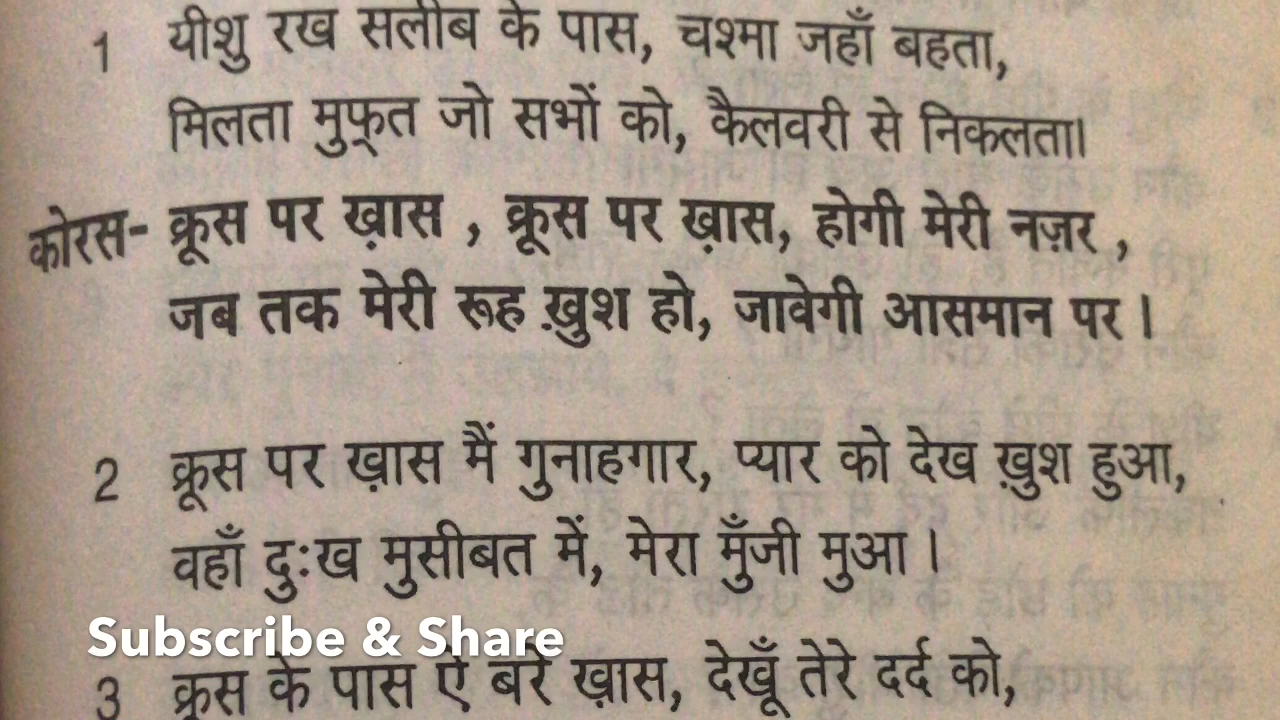 1 यीशु रख सलीब के पास, चश्मा जहाँ बहता,
मिलता मुफ़्त जो सभों को, कैलवरी से निकलता।
कोरस- क्रूस पर ख़ास , क्रूस पर ख़ास, होगी मेरी नज़र ,
जब तक मेरी रूह ख़ुश हो, जावेगी आसमान पर ।
2 क्रूस पर ख़ास मैं गुनाहगार, प्यार को देख ख़ुश हुआ,
वहाँ दुःख मुसीबत में, मेरा मुँजी मुआ ।
Subscribe & Share
3 क्रूस के पास ऐ बर्रे ख़ास, देखूँ तेरे दर्द को,